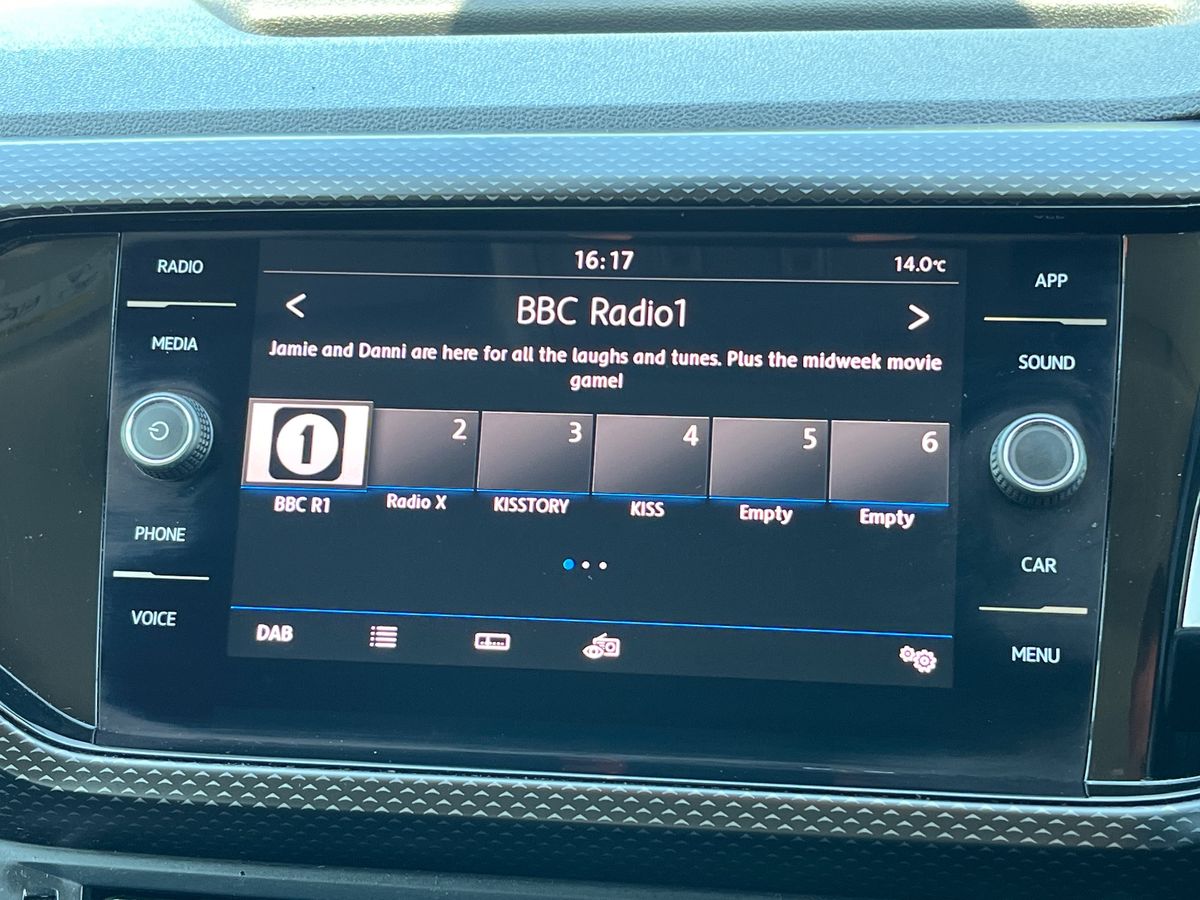 RADIO
MEDIA
PHONE
VOICE
16:17
14.0°C
<
BBC Radio1
>
Jamie and Danni are here for all the laughs and tunes. Plus the midweek movie
game!
1
2
3
4
5
6
BBC R1
Radio X
KISSTORY
KISS
Empty
Empty
DAB
APP
SOUND
CAR
MENU